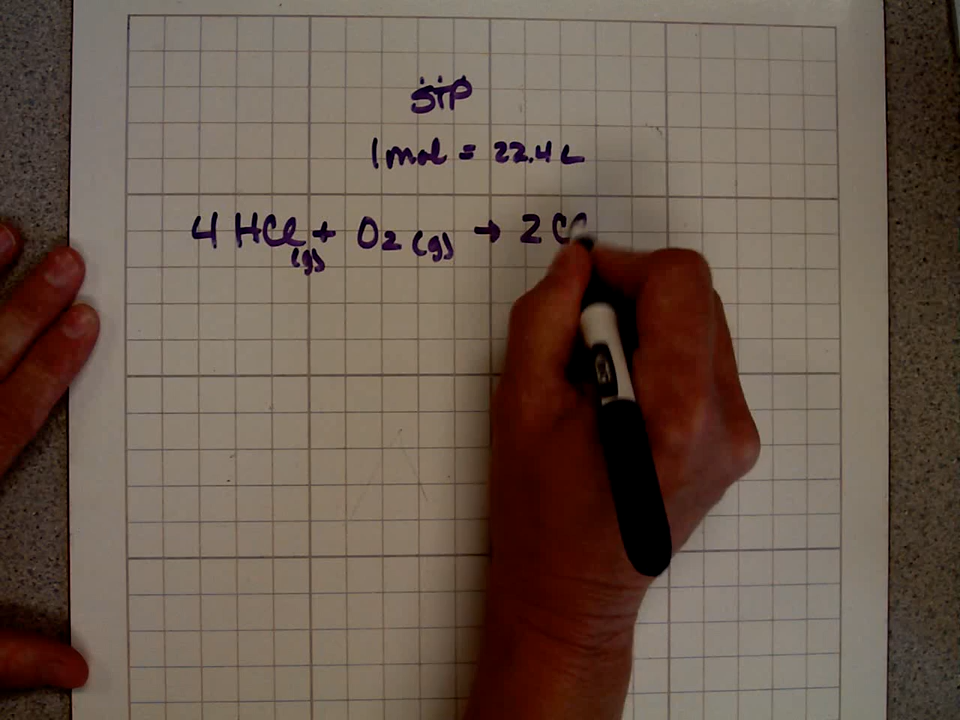 STP
1 mol = 22.4 L
4 HCl(g) + O2(g) → 2 C